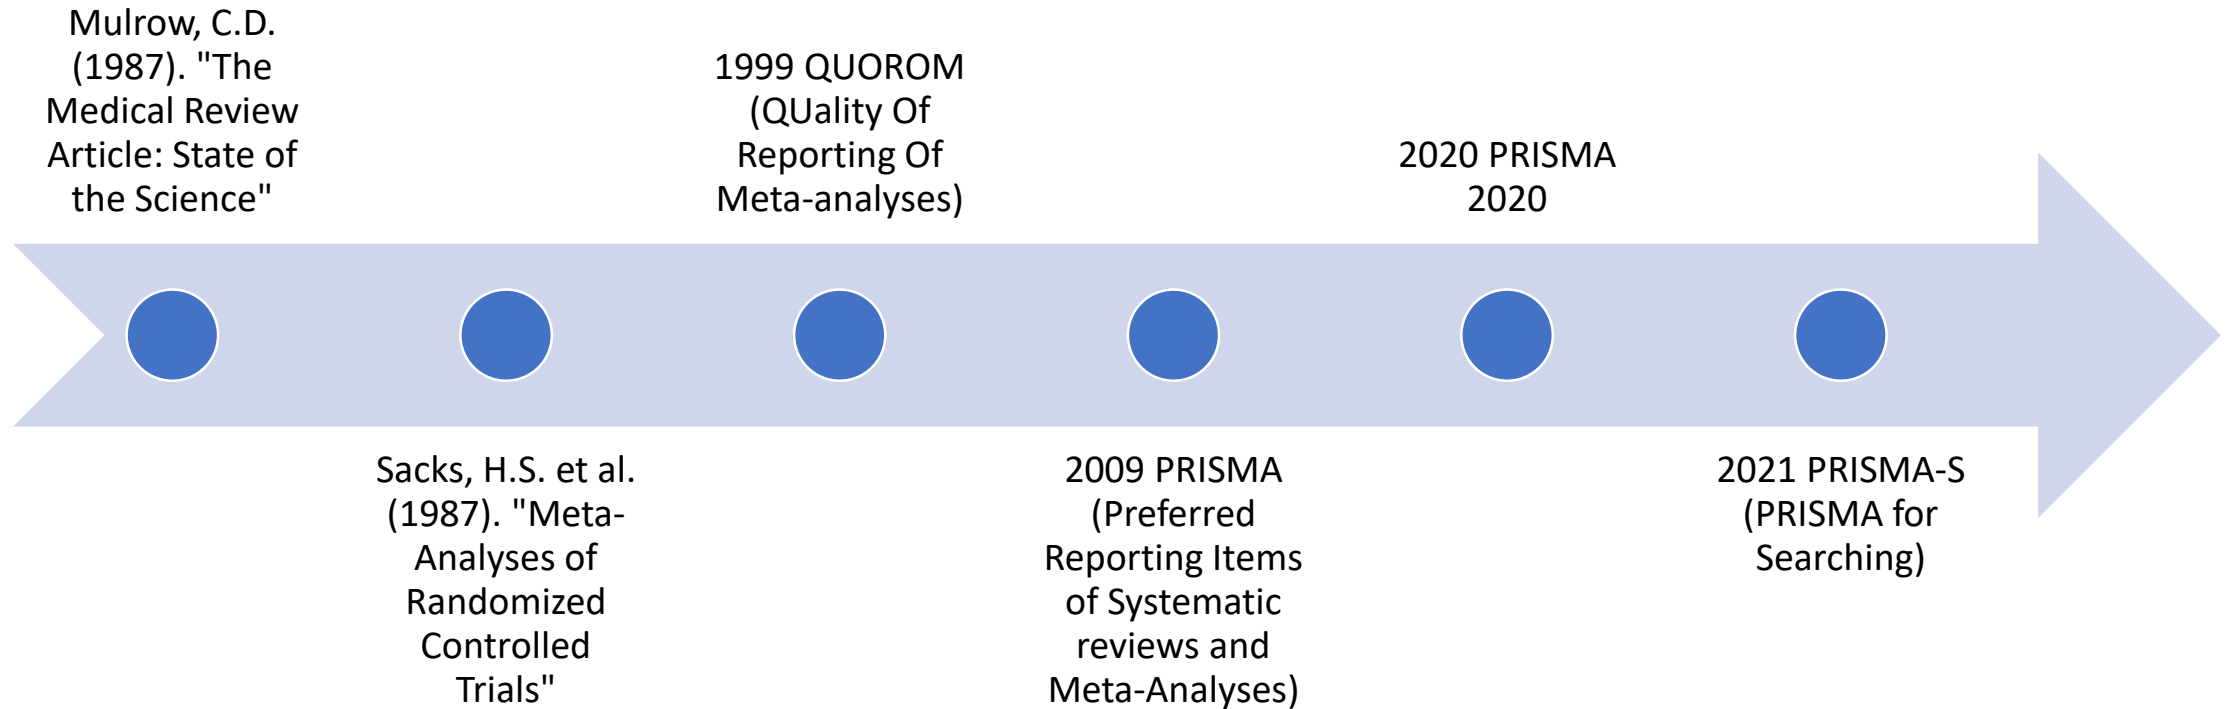 Mulrow, C.D.
(1987). "The
Medical Review
Article: State of
the Science"
Sacks, H.S. et al.
(1987). "Meta-
Analyses of
Randomized
Controlled
Trials"
1999 QUOROM
(QUality Of
Reporting Of
Meta-analyses)
2009 PRISMA
(Preferred
Reporting Items
of Systematic
reviews and
Meta-Analyses)
2020 PRISMA
2020
2021 PRISMA-S
(PRISMA for
Searching)